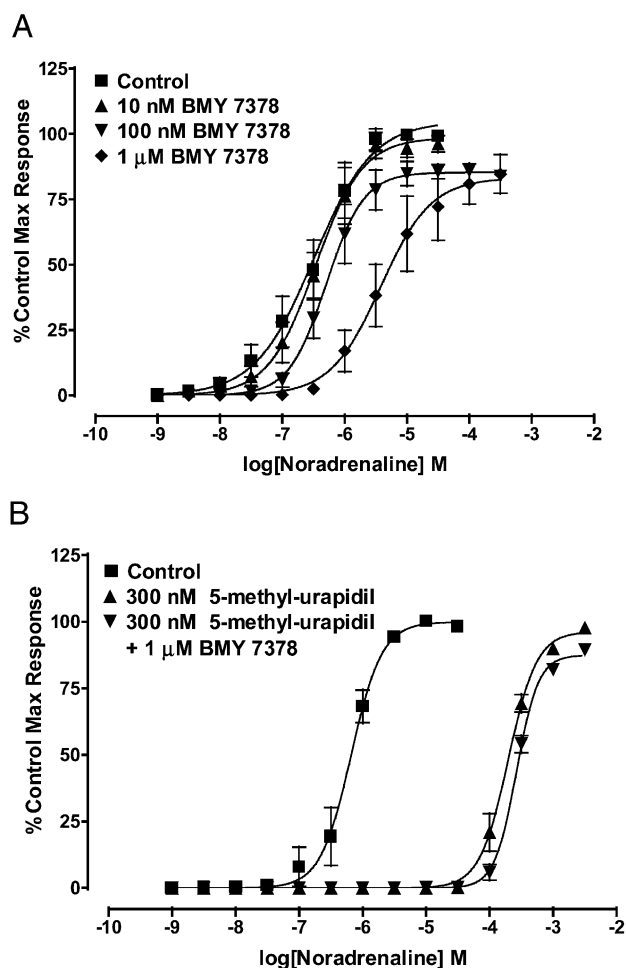 A
125
100
75
50
25
0
% Control Max Response
Control
10 nM BMY 7378
100 nM BMY 7378
1 μM BMY 7378
-10 -9 -8 -7 -6 -5 -4 -3 -2
log[Noradrenaline] M
B
125
100
75
50
25
0
% Control Max Response
Control
300 nM 5-methyl-urapidil
300 nM 5-methyl-urapidil
+ 1 μM BMY 7378
-10 -9 -8 -7 -6 -5 -4 -3 -2
log[Noradrenaline] M